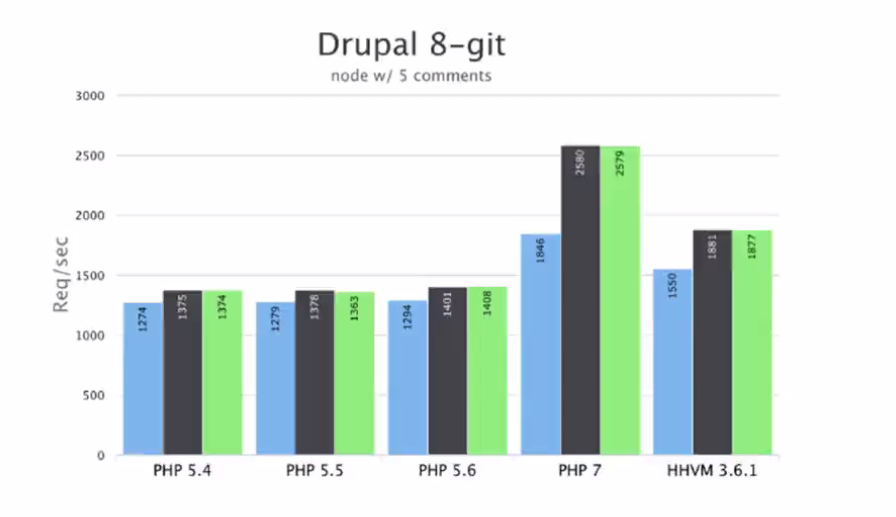 Drupal 8-git
node w/ 5 comments
Req/sec
3000
2500
2000
1500
1000
500
0
1274
1375
1374
1279
1378
1363
1294
1401
1408
1846
2580
2579
1550
1881
1877
PHP 5.4
PHP 5.5
PHP 5.6
PHP 7
HHVM 3.6.1